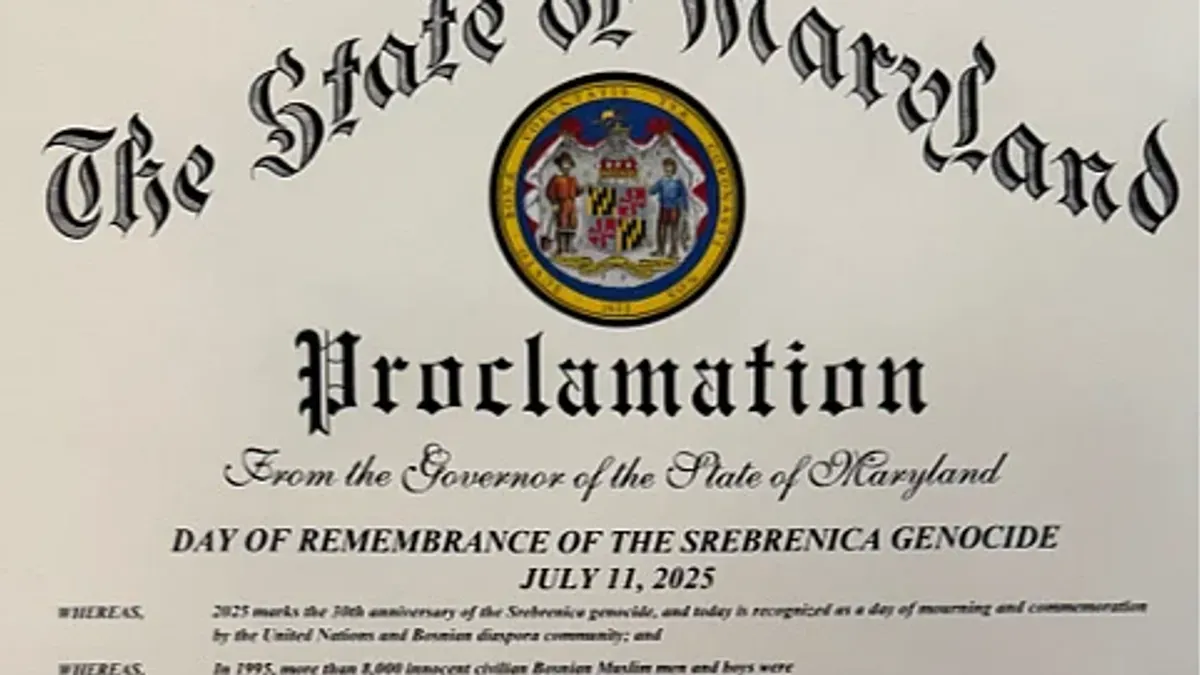 The State of Maryland
Proclamation
From the Governor of the State of Maryland
DAY OF REMEMBRANCE OF THE SREBRENICA GENOCIDE
JULY 11, 2025
WHEREAS, 2025 marks the 30th anniversary of the Srebrenica genocide, and today is recognized as a day of mourning and commemoration
by the United Nations and Bosnian diaspora community; and
WHEREAS, In 1995, more than 8,000 innocent civilian Bosnian Muslim men and boys were